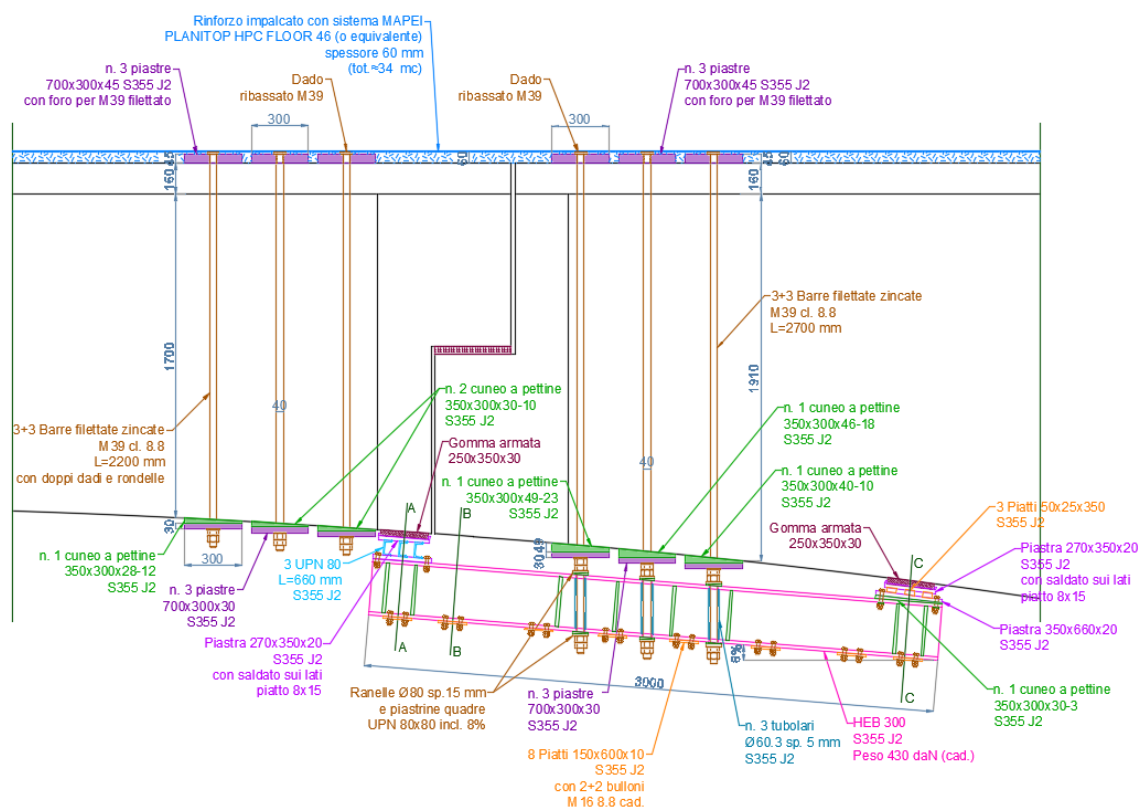 Rinforzo impalcato con sistema MAPEI
PLANITOP HPC FLOOR 46 (o equivalente)
spessore 60 mm
(tot.≈34 mc)
n. 3 piastre
700x300x45 S355 J2
con foro per M39 filettato
Dado
ribassato M39
Dado
ribassato M39
n. 3 piastre
700x300x45 S355 J2
con foro per M39 filettato
300
300
45
60
45
60
160
160
1700
1910
3+3 Barre filettate zincate
M39 cl. 8.8
L=2700 mm
n. 2 cuneo a pettine
350x300x30-10
S355 J2
n. 1 cuneo a pettine
350x300x46-18
S355 J2
40
3+3 Barre filettate zincate
M39 cl. 8.8
L=2200 mm
con doppi dadi e rondelle
Gomma armata
250x350x30
40
n. 1 cuneo a pettine
350x300x49-23
S355 J2
n. 1 cuneo a pettine
350x300x40-10
S355 J2
3 Piatti 50x25x350
S355 J2
Gomma armata
250x350x30
A
B
30
300
3049
n. 1 cuneo a pettine
350x300x28-12
S355 J2
3 UPN 80
L=660 mm
S355 J2
Piastra 270x350x20
S355 J2
con saldato sui lati
piatto 8x15
C
n. 3 piastre
700x300x30
S355 J2
Piastra 350x660x20
S355 J2
Piastra 270x350x20
S355 J2
con saldato sui lati
piatto 8x15
A
B
6%
3000
C
Ranelle Ø80 sp.15 mm
e piastrine quadre
UPN 80x80 incl. 8%
n. 3 piastre
700x300x30
S355 J2
n. 1 cuneo a pettine
350x300x30-3
S355 J2
n. 3 tubolari
Ø60.3 sp. 5 mm
S355 J2
HEB 300
S355 J2
Peso 430 daN (cad.)
8 Piatti 150x600x10
S355 J2
con 2+2 bulloni
M16 8.8 cad.